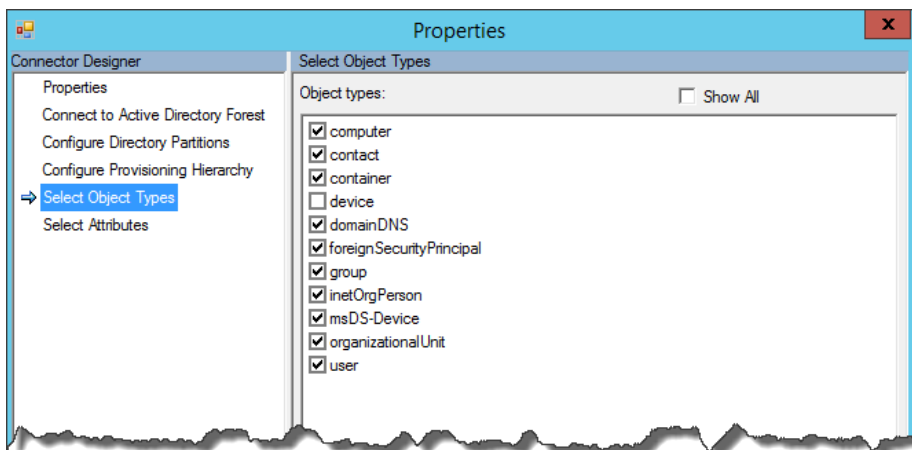 Properties
x
Connector Designer
Properties
Connect to Active Directory Forest
Configure Directory Partitions
Configure Provisioning Hierarchy
Select Object Types
Select Attributes
Select Object Types
Object types:
Show All
computer
contact
container
device
domainDNS
foreignSecurityPrincipal
group
inetOrgPerson
msDS-Device
organizationalUnit
user